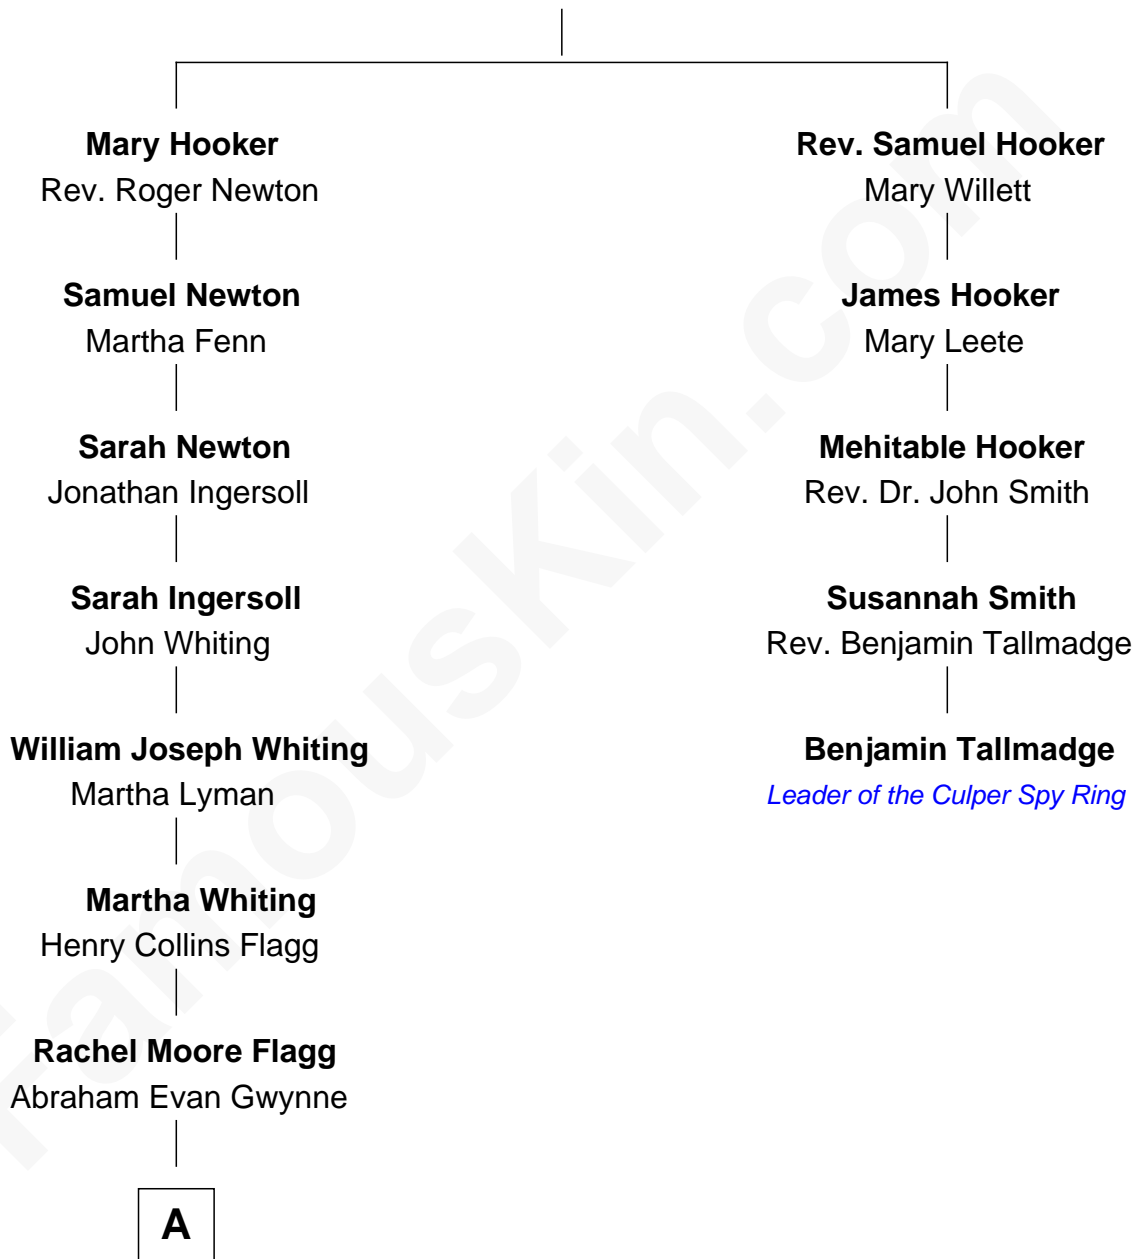 Mary Hooker
Rev. Roger Newton
Samuel Newton
Martha Fenn
Sarah Newton
Jonathan Ingersoll
Sarah Ingersoll
John Whiting
William Joseph Whiting
Martha Lyman
Martha Whiting
Henry Collins Flagg
Rachel Moore Flagg
Abraham Evan Gwynne
A
Rev. Samuel Hooker
Mary Willett
James Hooker
Mary Leete
Mehitable Hooker
Rev. Dr. John Smith
Susannah Smith
Rev. Benjamin Tallmadge
Benjamin Tallmadge
Leader of the Culper Spy Ring
FamousKin.com